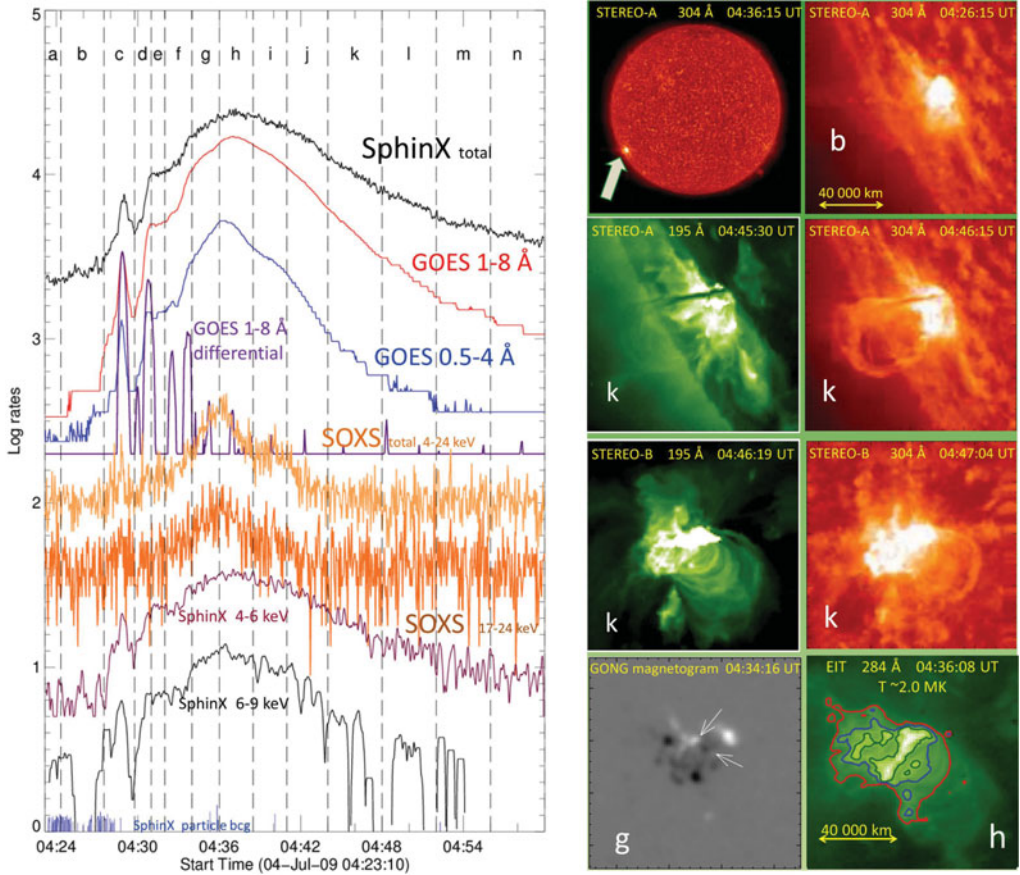 5
a b c d e f g h i j k l m n
SphinX total
4
GOES 1-8 Å
3
GOES 1-8 Å
differential
GOES 0.5-4 Å
SOXS total 4-24 keV
2
Log rates
SphinX 4-6 keV
SOXS 17-24 keV
1
SphinX 6-9 keV
SphinX particle bcg
0
04:24 04:30 04:36 04:42 04:48 04:54
Start Time (04-Jul-09 04:23:10)
STEREO-A 304 Å 04:36:15 UT
STEREO-A 304 Å 04:26:15 UT
b
40 000 km
STEREO-A 195 Å 04:45:30 UT
k
STEREO-A 304 Å 04:46:15 UT
k
STEREO-B 195 Å 04:46:19 UT
k
STEREO-B 304 Å 04:47:04 UT
k
GONG magnetogram 04:34:16 UT
g
EIT 284 Å 04:36:08 UT
T ~2.0 MK
40 000 km
h